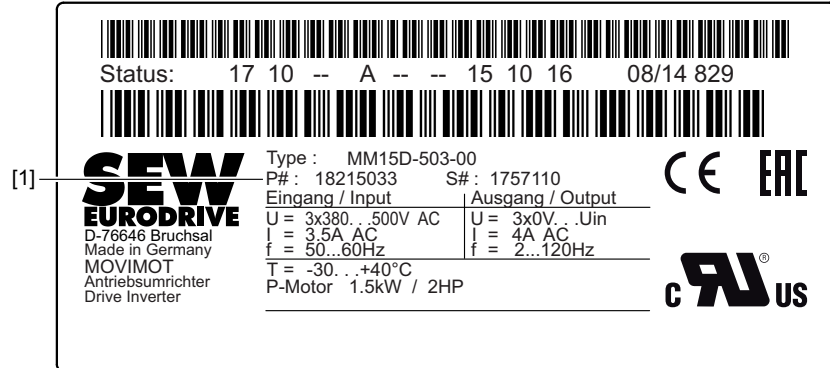 Status: 17 10 -- A -- -- 15 10 16 08/14 829
[1]
SEW
EURODRIVE
D-76646 Bruchsal
Made in Germany
MOVIMOT
Antriebsumrichter
Drive Inverter
Type : MM15D-503-00
P# : 18215033 S# : 1757110
Eingang / Input Ausgang / Output
U = 3x380. . .500V AC U = 3x0V. . .Uin
I = 3.5A AC I = 4A AC
f = 50...60Hz f = 2...120Hz
T = -30. . .+40°C
P-Motor 1.5kW / 2HP
CE EAC
c RU ® US